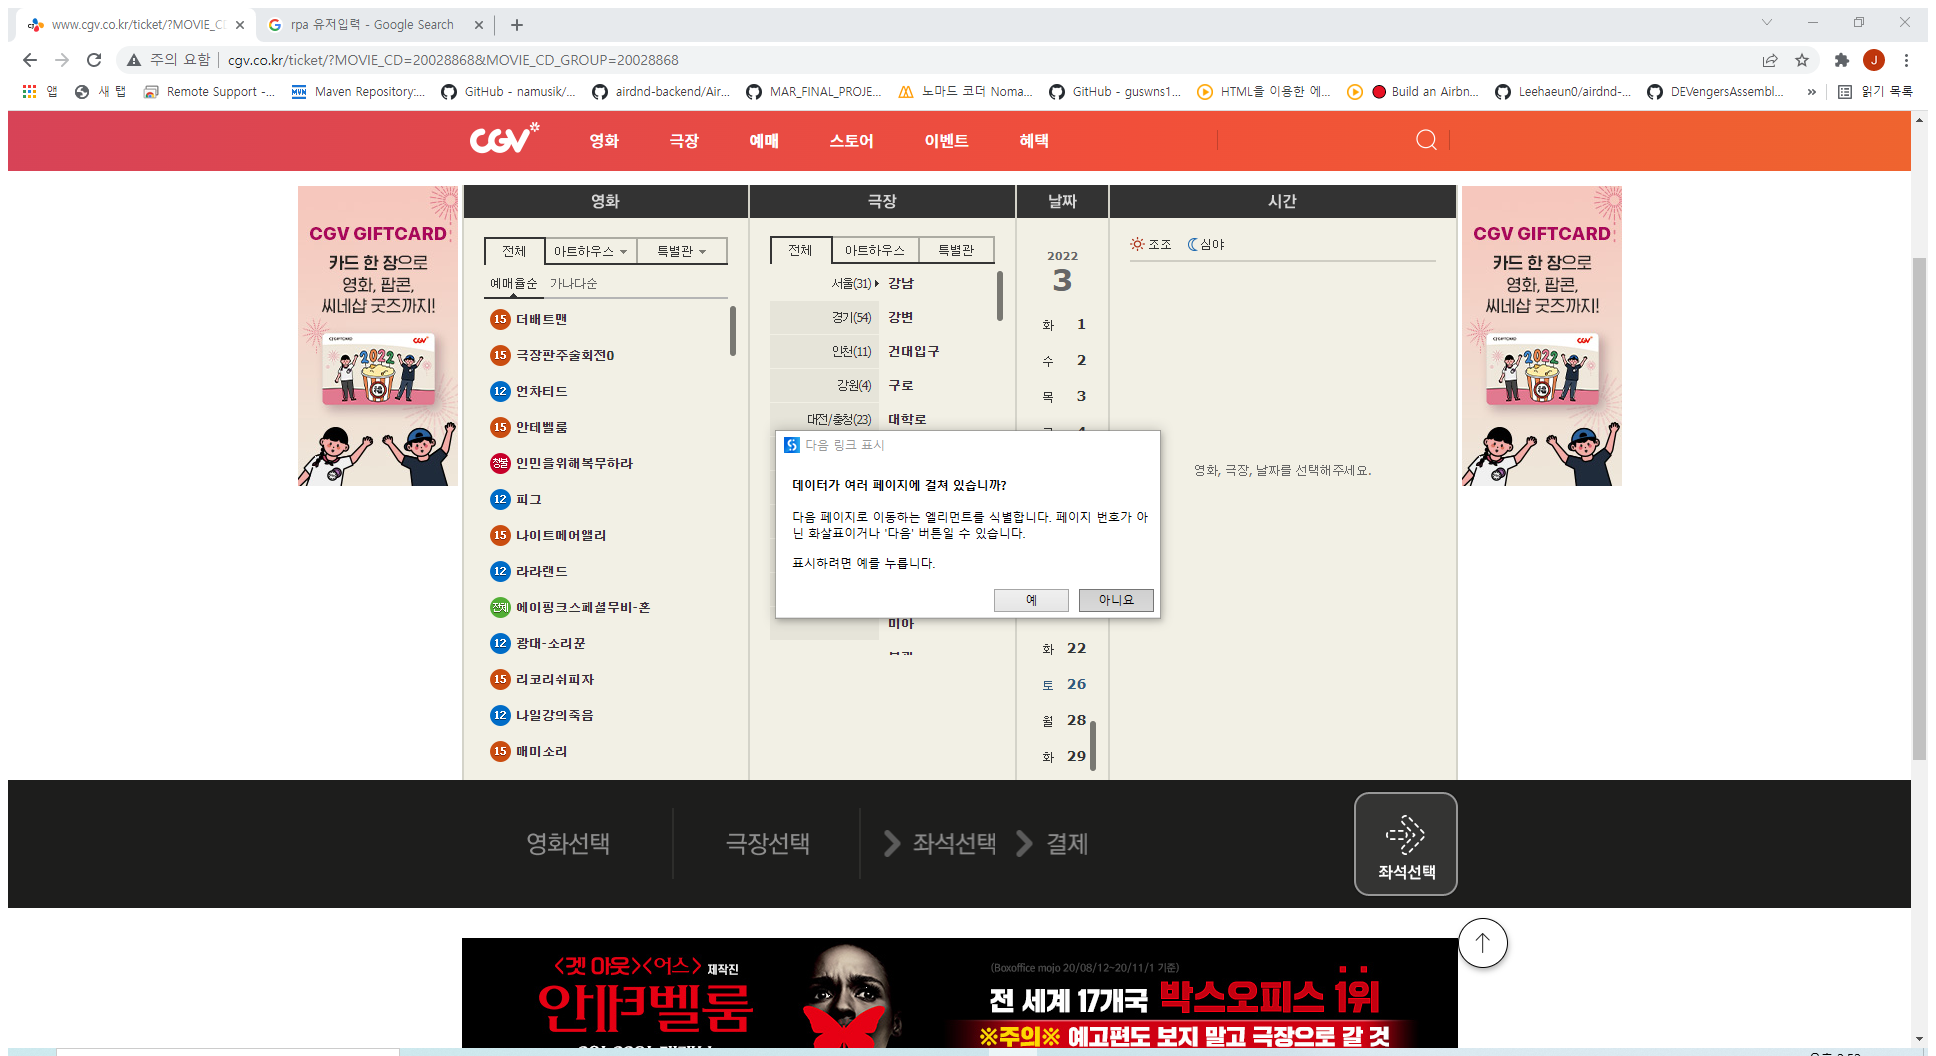 www.cgv.co.kr/ticket/?MOVIE_CD
rpa 유저입력 - Google Search
주의 요함
cgv.co.kr/ticket/?MOVIE_CD=20028868&MOVIE_CD_GROUP=20028868
J
앱
새 탭
Remote Support -...
Maven Repository:...
GitHub - namusik/...
airdnd-backend/Air...
MAR_FINAL_PROJE...
노마드 코더 Noma...
GitHub - guswns1...
HTML을 이용한 에...
Build an Airbn...
Leehaeun0/airdnd-...
DEVengersAssembl...
»
읽기 목록
CGV
영화
극장
예매
스토어
이벤트
혜택
CGV GIFTCARD
카드 한 장으로
영화, 팝콘,
씨네샵 굿즈까지!
CGV
2022
영화
전체
아트하우스
특별관
예매율순
가나다순
15 더배트맨
15 극장판주술회전0
12 언차티드
15 안테벨룸
청불 인민을위해복무하라
12 피그
15 나이트메어앨리
12 라라랜드
전체 에이핑크스페셜무비-혼
12 광대-소리꾼
15 리코리쉬피자
12 나일강의죽음
15 매미소리
극장
전체
아트하우스
특별관
서울(31)
강남
경기(54)
강변
인천(11)
건대입구
강원(4)
구로
대전/충청(23)
대학로
미아
날짜
2022
3
화 1
수 2
목 3
화 22
토 26
월 28
화 29
시간
조조
심야
영화, 극장, 날짜를 선택해주세요.
CGV GIFTCARD
카드 한 장으로
영화, 팝콘,
씨네샵 굿즈까지!
CGV
2022
다음 링크 표시
데이터가 여러 페이지에 걸쳐 있습니까?
다음 페이지로 이동하는 엘리먼트를 식별합니다. 페이지 번호가 아
닌 화살표이거나 '다음' 버튼일 수 있습니다.
표시하려면 예를 누릅니다.
예
아니요
영화선택
극장선택
좌석선택
결제
좌석선택
<겟 아웃><어스> 제작진
안테벨룸
(Boxoffice mojo 20/08/12~20/11/1 기준)
전 세계 17개국 박스오피스 1위
※주의※ 예고편도 보지 말고 극장으로 갈 것